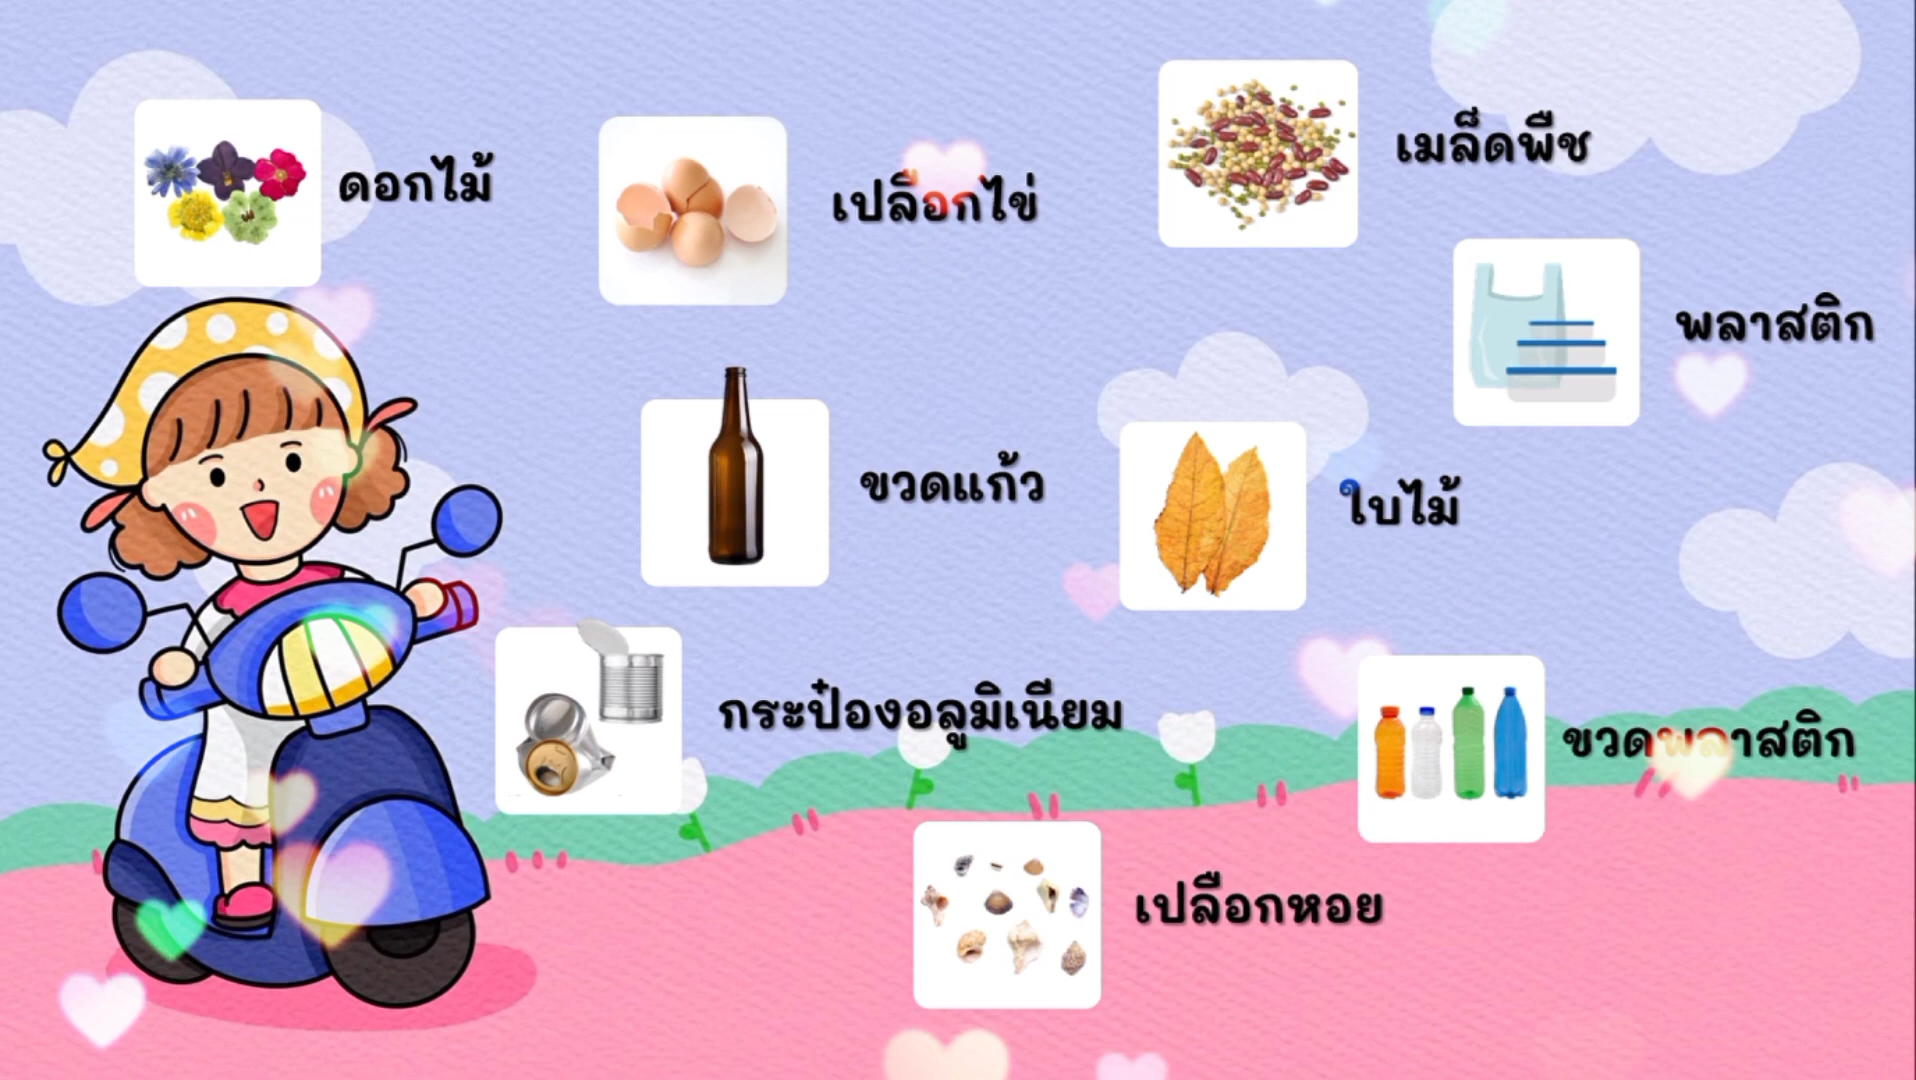 ดอกไม้
เปลือกไข่
เมล็ดพืช
พลาสติก
ขวดแก้ว
ใบไม้
กระป๋องอลูมิเนียม
ขวดพลาสติก
เปลือกหอย